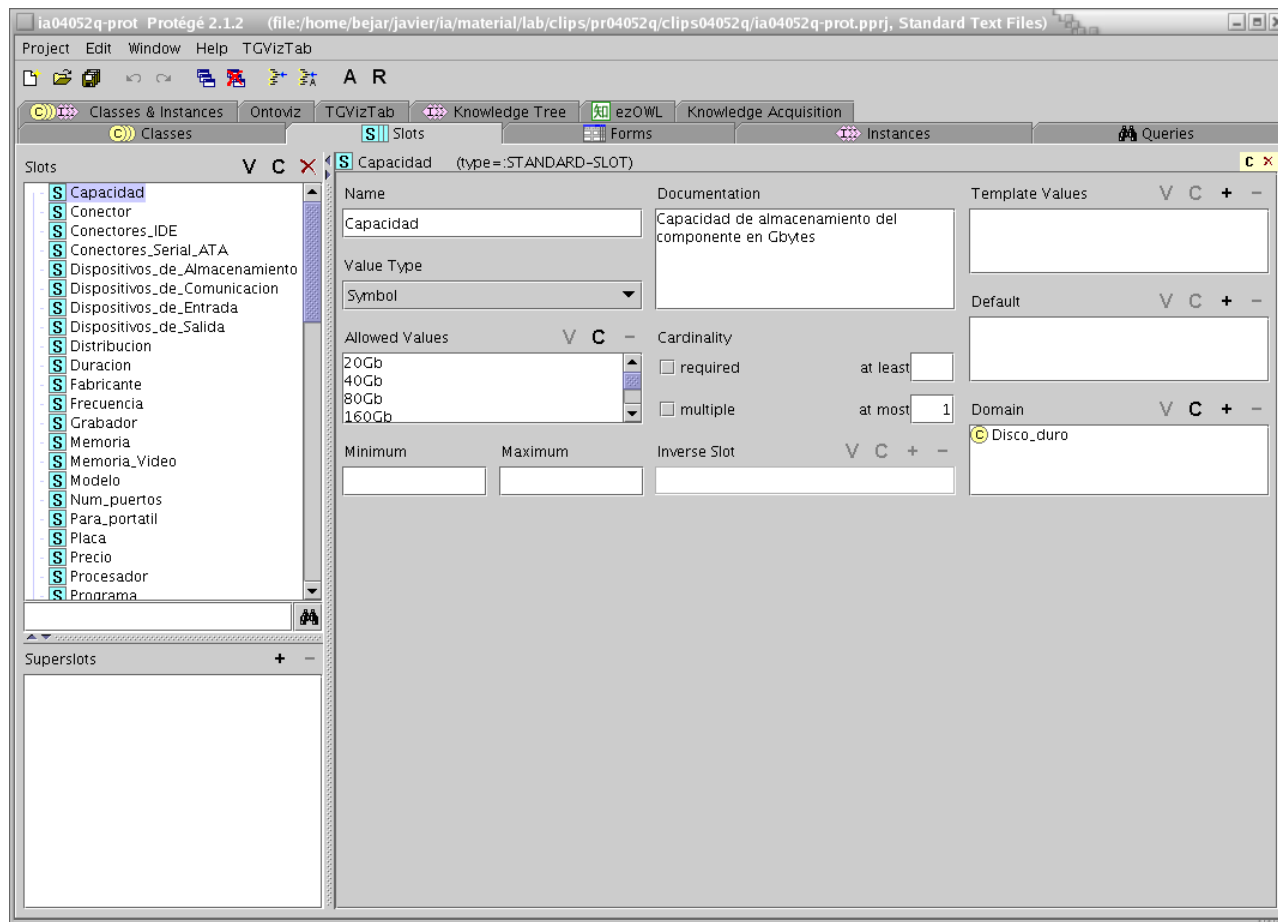 ia04052q-prot Protégé 2.1.2 (file:/home/bejar/javier/ia/material/lab/clips/pr04052q/clips04052q/ia04052q-prot.pprj, Standard Text Files)
Project Edit Window Help TGVizTab
A R
C I Classes & Instances Ontoviz TGVizTab I Knowledge Tree 知 ezOWL Knowledge Acquisition
C Classes S Slots Forms I Instances Queries
Slots V C
S Capacidad
S Conector
S Conectores_IDE
S Conectores_Serial_ATA
S Dispositivos_de_Almacenamiento
S Dispositivos_de_Comunicacion
S Dispositivos_de_Entrada
S Dispositivos_de_Salida
S Distribucion
S Duracion
S Fabricante
S Frecuencia
S Grabador
S Memoria
S Memoria_Video
S Modelo
S Num_puertos
S Para_portatil
S Placa
S Precio
S Procesador
S Programa
Superslots + -
S Capacidad (type=:STANDARD-SLOT) C ×
Name
Capacidad
Value Type
Symbol
Allowed Values V C -
20Gb
40Gb
80Gb
160Gb
Minimum Maximum
Documentation
Capacidad de almacenamiento del
componente en Gbytes
Cardinality
required at least
multiple at most 1
Inverse Slot V C + -
Template Values V C + -
Default V C + -
Domain V C + -
C Disco_duro